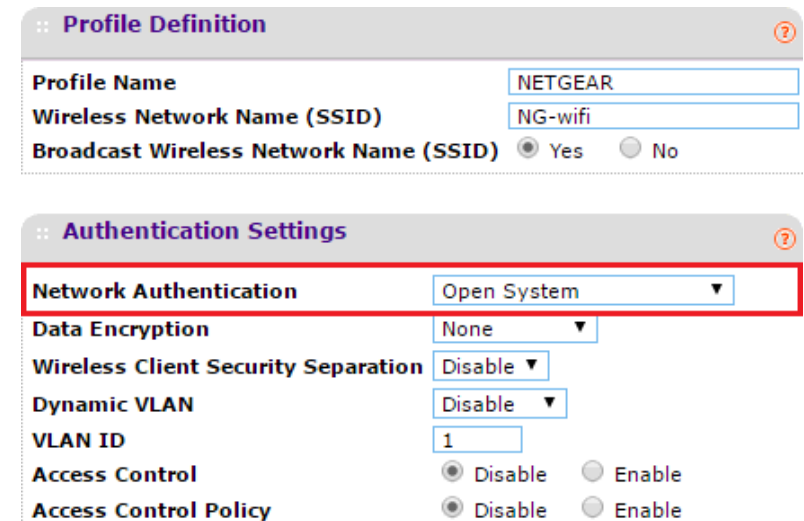 Profile Definition
Profile Name NETGEAR
Wireless Network Name (SSID) NG-wifi
Broadcast Wireless Network Name (SSID) Yes No
Authentication Settings
Network Authentication Open System
Data Encryption None
Wireless Client Security Separation Disable
Dynamic VLAN Disable
VLAN ID 1
Access Control Disable Enable
Access Control Policy Disable Enable